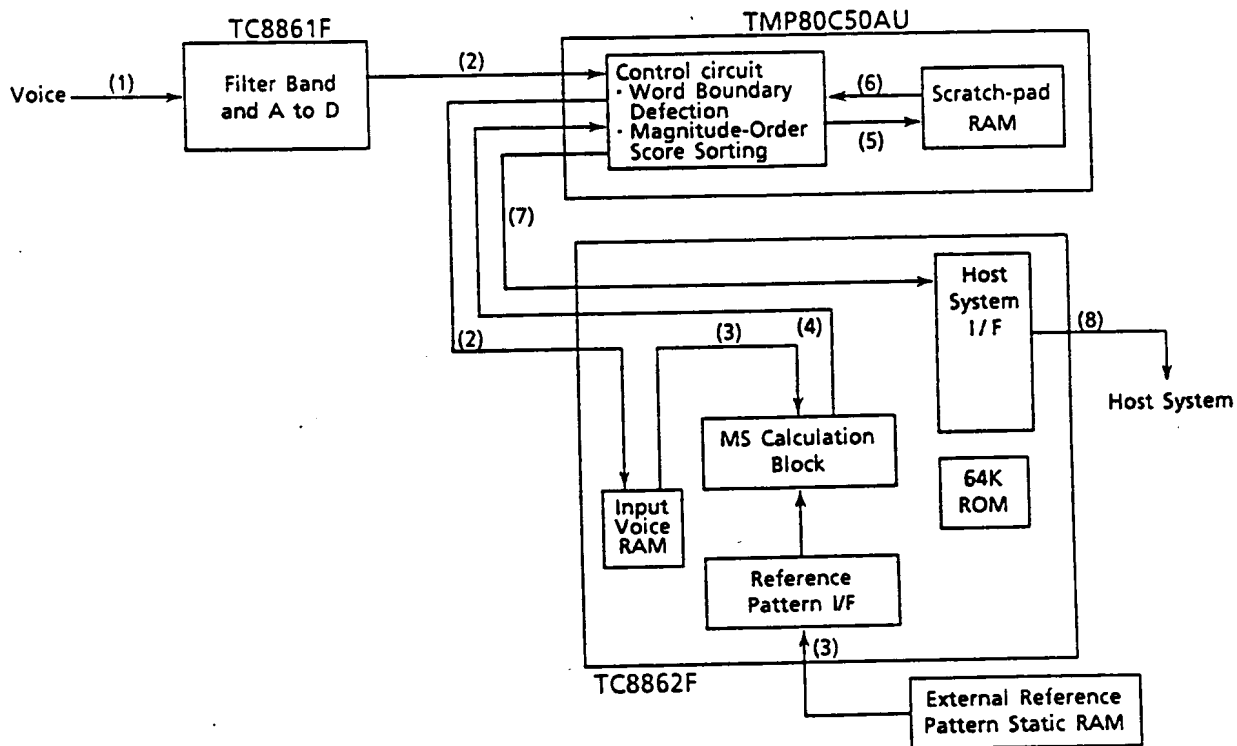 TC8861F
TMP80C50AU
Voice
(1)
Filter Band
and A to D
(2)
Control circuit
· Word Boundary
Defection
· Magnitude-Order
Score Sorting
(6)
(5)
Scratch-pad
RAM
(7)
(2)
(3)
(4)
Host
System
I/F
(8)
Host System
MS Calculation
Block
64K
ROM
Input
Voice
RAM
Reference
Pattern I/F
(3)
TC8862F
External Reference
Pattern Static RAM